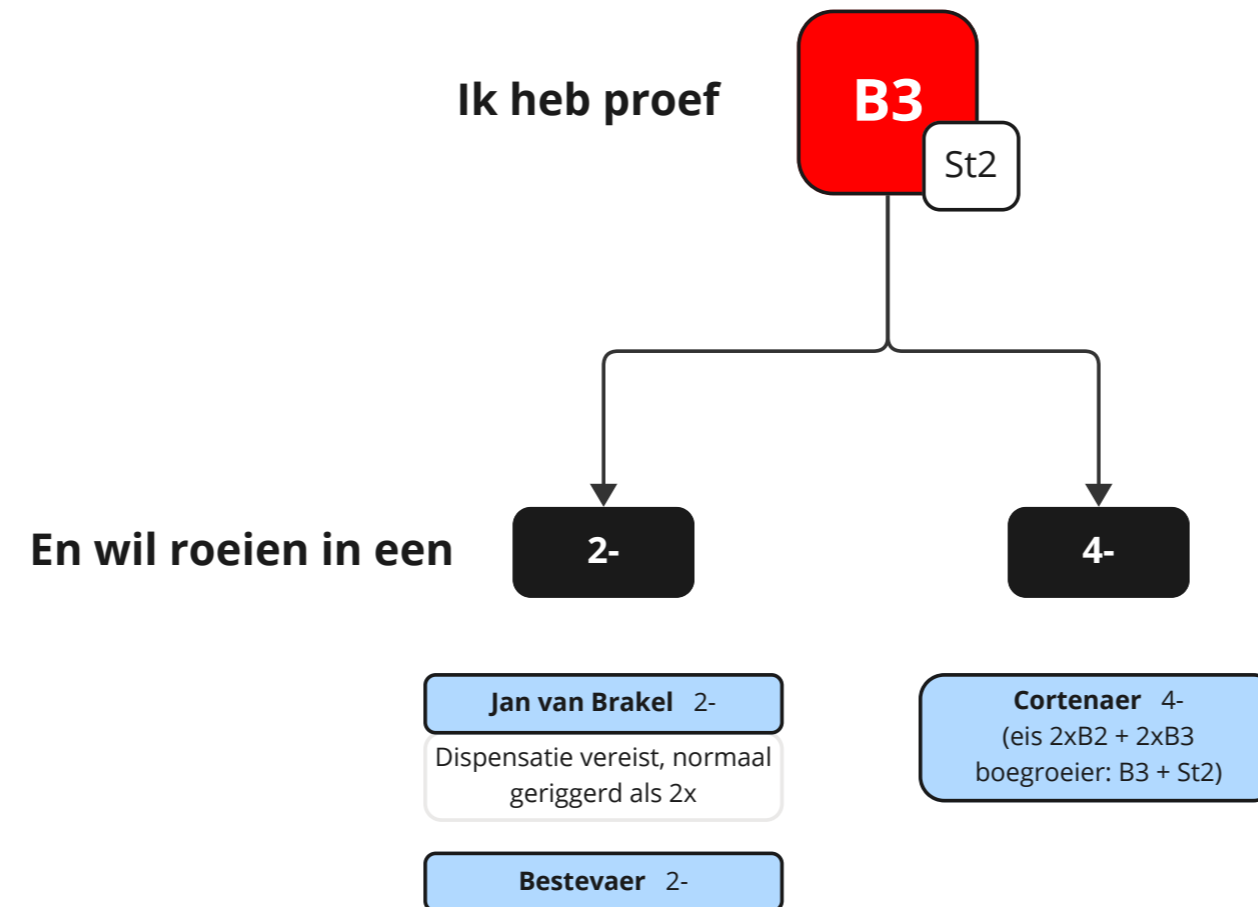 Ik heb proef
B3
St2
En wil roeien in een
2-
4-
Jan van Brakel 2-
Dispensatie vereist, normaal
geriggerd als 2x
Bestevaer 2-
Cortenaer 4-
(eis 2xB2 + 2xB3
boegroeier: B3 + St2)